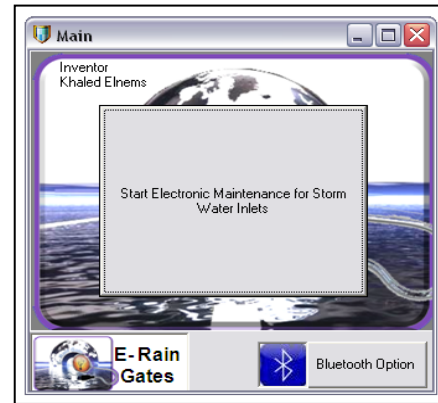 Main
Inventor
Khaled Elnems
Start Electronic Maintenance for Storm
Water Inlets
E- Rain
Gates
Bluetooth Option